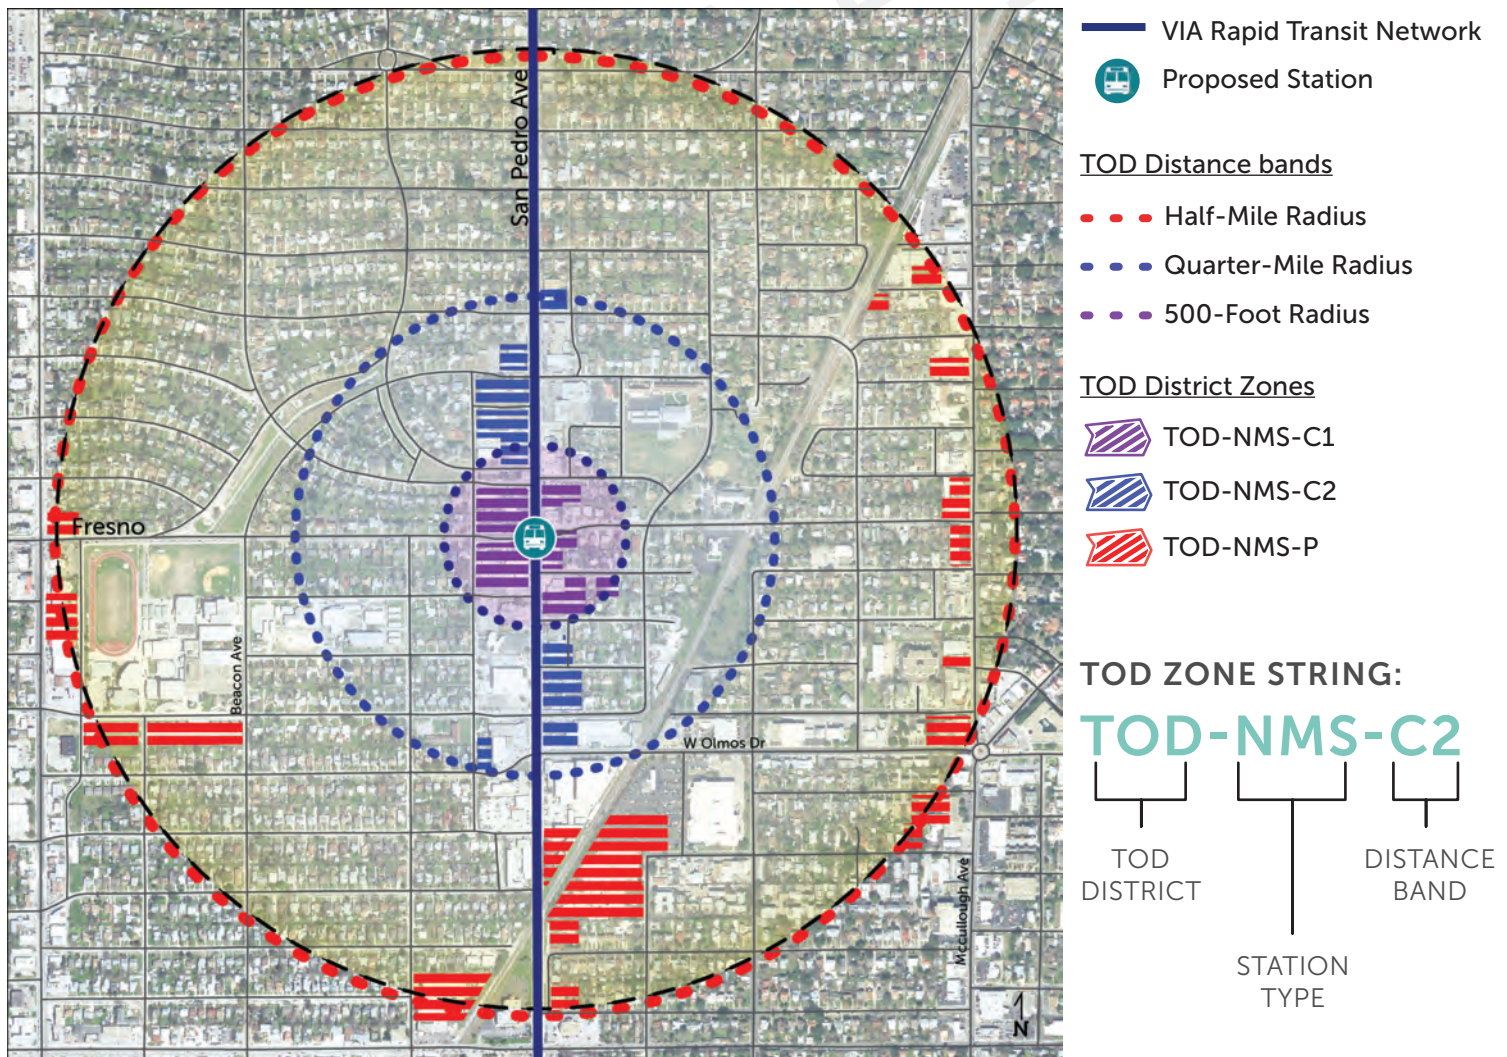 San Pedro Ave
Fresno
Beacon Ave
W Olmos Dr
Mccullough Ave
N
VIA Rapid Transit Network
Proposed Station
TOD Distance bands
Half-Mile Radius
Quarter-Mile Radius
500-Foot Radius
TOD District Zones
TOD-NMS-C1
TOD-NMS-C2
TOD-NMS-P
TOD ZONE STRING:
TOD-NMS-C2
TOD
DISTRICT
DISTANCE
BAND
STATION
TYPE